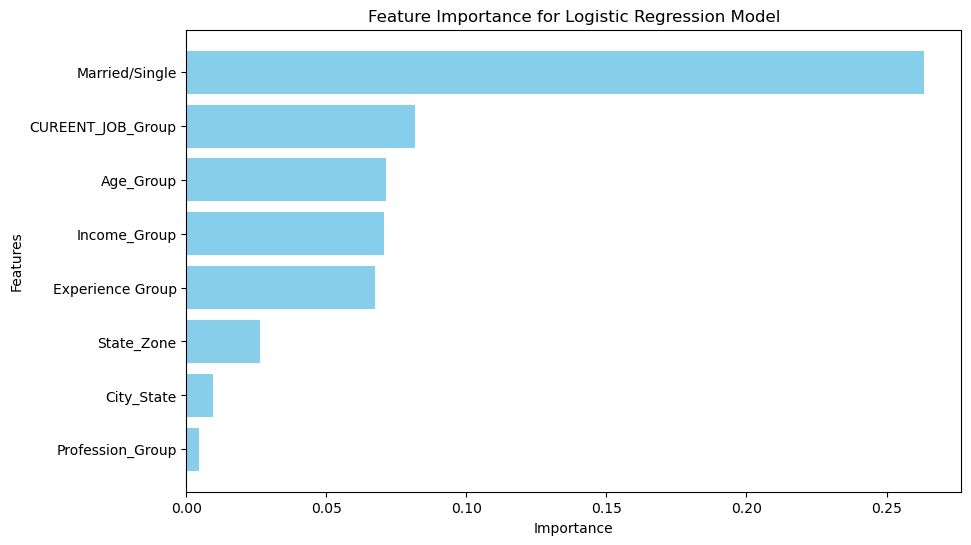 Feature Importance for Logistic Regression Model
Features
Married/Single
CUREENT_JOB_Group
Age_Group
Income_Group
Experience Group
State_Zone
City_State
Profession_Group
0.00 0.05 0.10 0.15 0.20 0.25
Importance